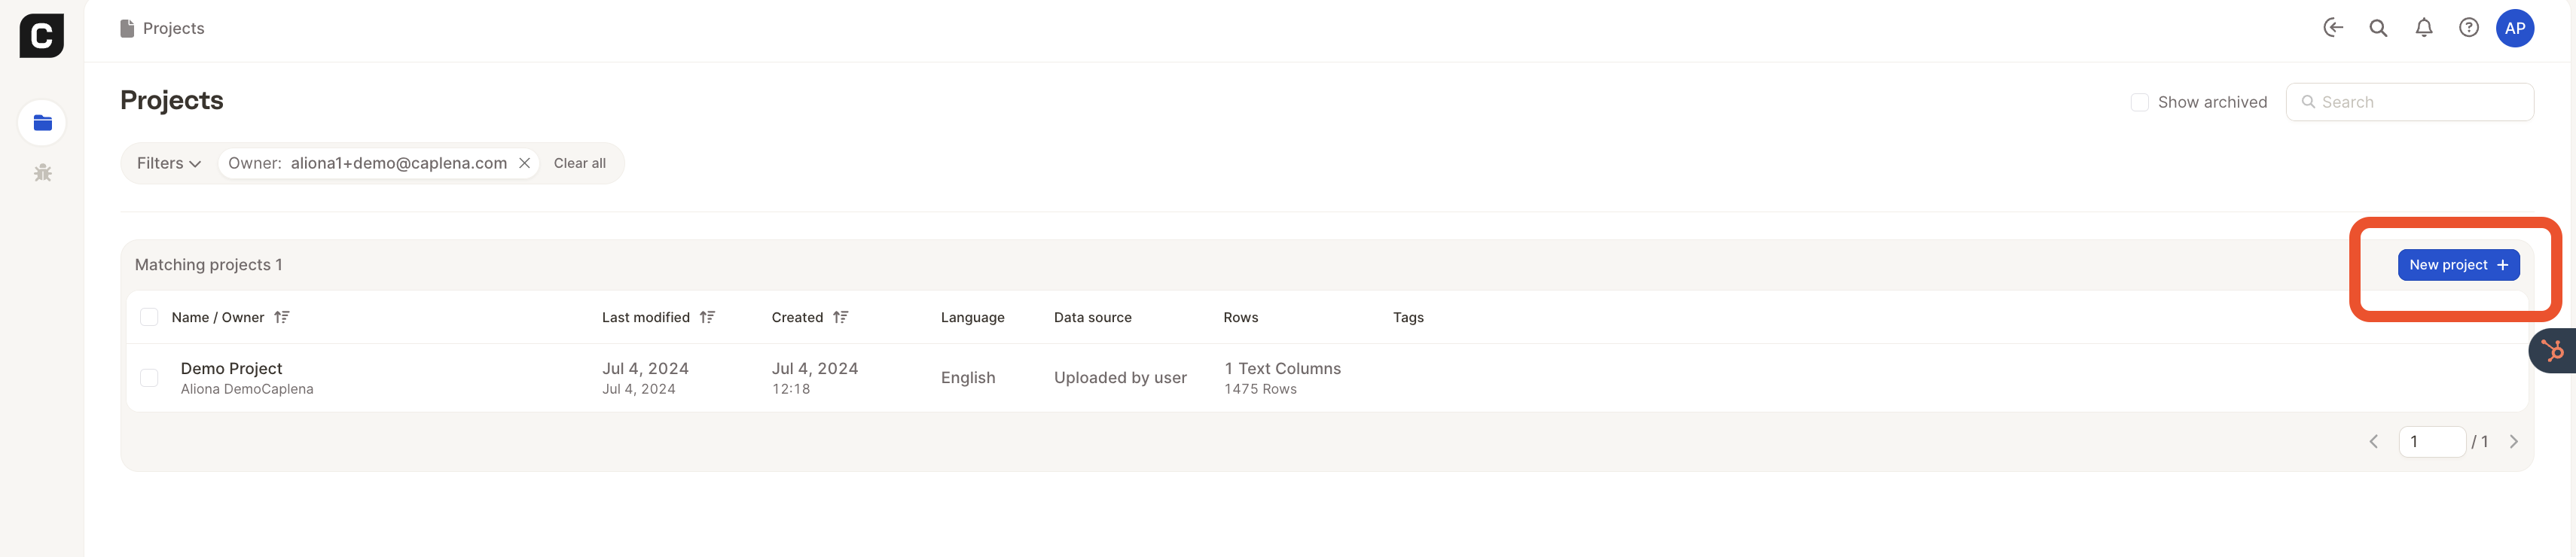 C
Projects
AP
Projects
Show archived
Search
Filters
Owner: aliona1+demo@caplena.com
Clear all
Matching projects 1
New project +
Name / Owner
Last modified
Created
Language
Data source
Rows
Tags
Demo Project
Aliona DemoCaplena
Jul 4, 2024
Jul 4, 2024
Jul 4, 2024
12:18
English
Uploaded by user
1 Text Columns
1475 Rows
1 / 1